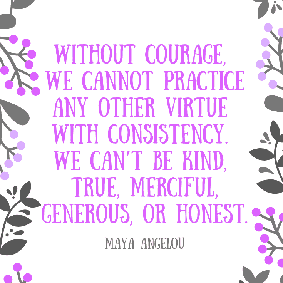 WITHOUT COURAGE,
WE CANNOT PRACTICE
ANY OTHER VIRTUE
WITH CONSISTENCY.
WE CAN'T BE KIND,
TRUE, MERCIFUL,
GENEROUS, OR HONEST.
MAYA ANGELOU